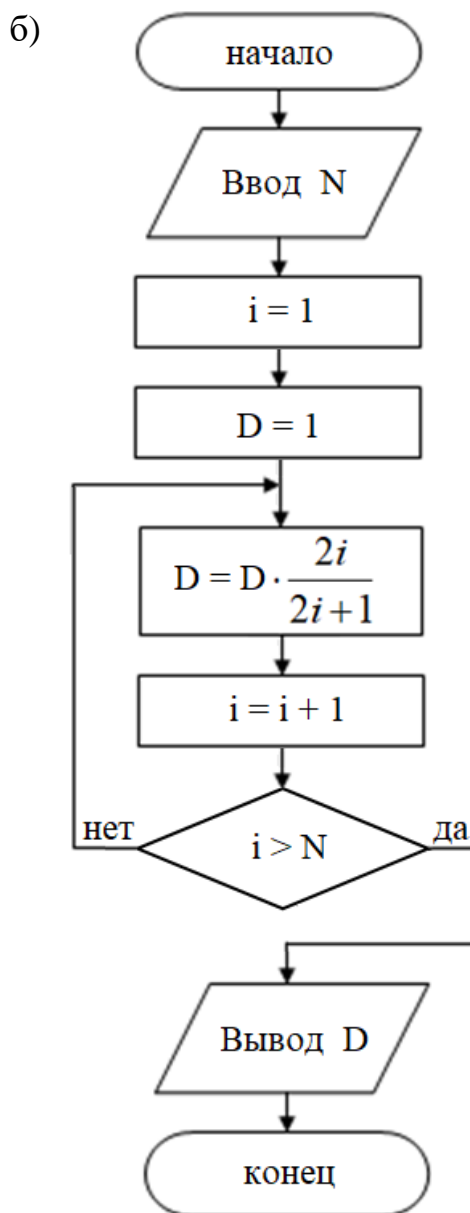 б)
начало
Ввод N
i = 1
D = 1
D = D · 2i / 2i + 1
i = i + 1
нет
i > N
да
Вывод D
конец